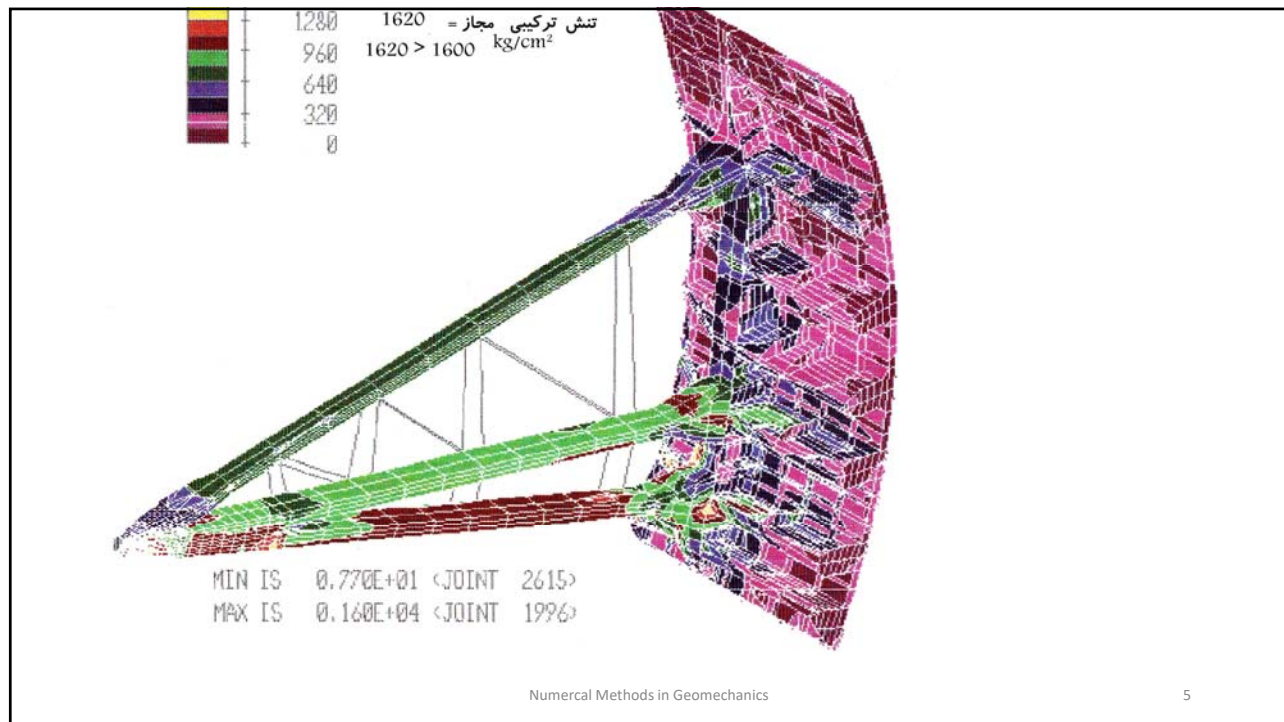 1280
تنش ترکیبی مجاز = 1620
960
1620 > 1600 kg/cm²
640
320
0
MIN IS 0.770E+01 <JOINT 2615>
MAX IS 0.160E+04 <JOINT 1996>
Numercal Methods in Geomechanics
5